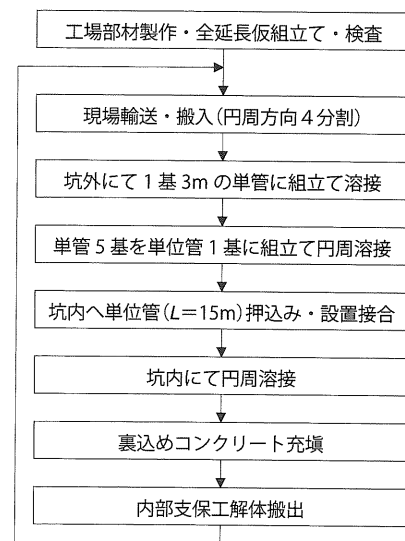 工場部材製作・全延長仮組立て・検査
現場輸送・搬入(円周方向4分割)
坑外にて1基3mの単管に組立て溶接
単管5基を単位管1基に組立て円周溶接
坑内へ単位管(L=15m)押込み・設置接合
坑内にて円周溶接
裏込めコンクリート充塡
内部支保工解体搬出